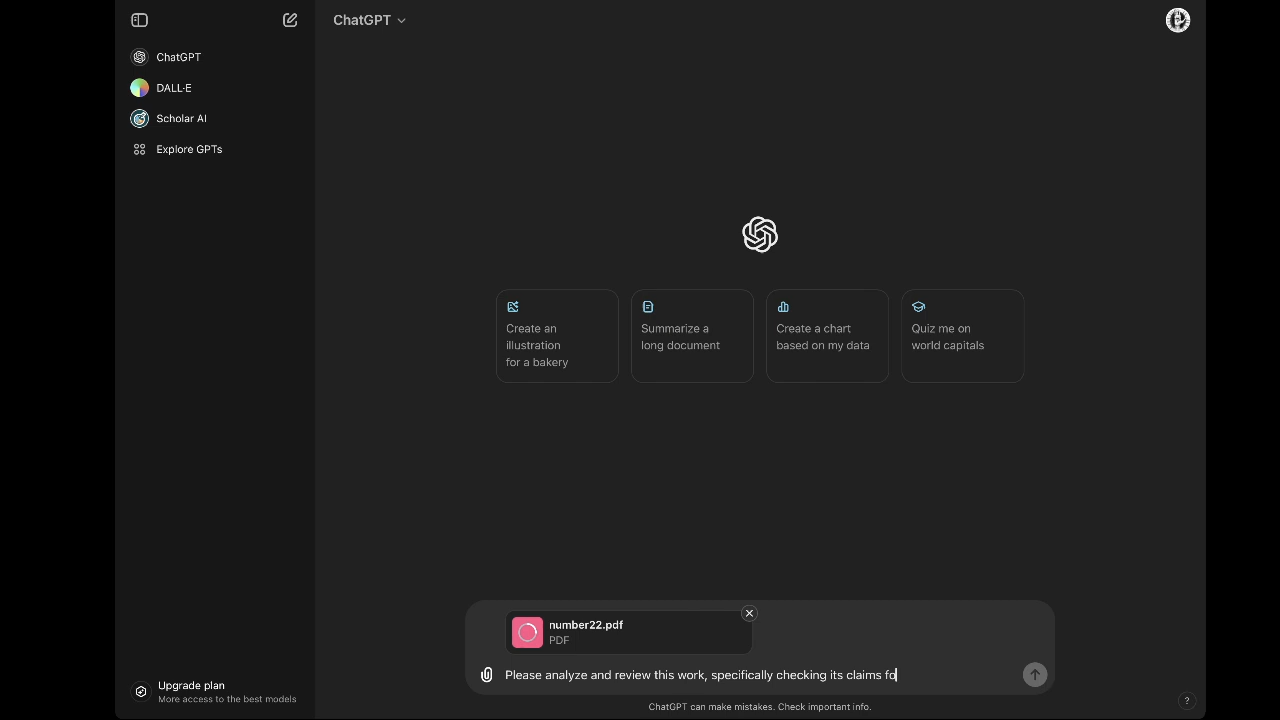 ChatGPT
ChatGPT
DALL·E
Scholar AI
Explore GPTs
Create an
illustration
for a bakery
Summarize a
long document
Create a chart
based on my data
Quiz me on
world capitals
number22.pdf
PDF
Please analyze and review this work, specifically checking its claims fo
Upgrade plan
More access to the best models
ChatGPT can make mistakes. Check important info.
?